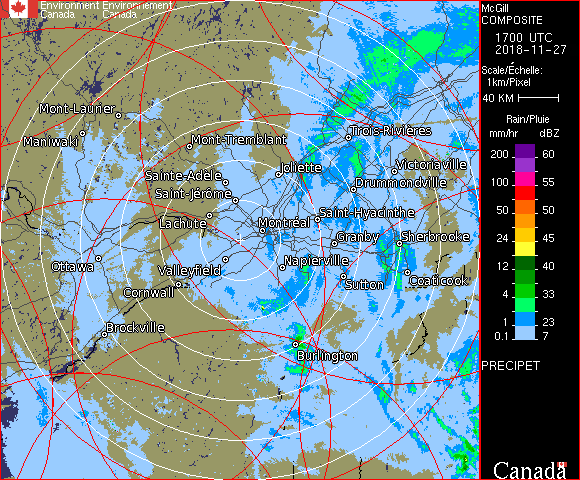 Environment Environnement
Canada Canada
McGill
COMPOSITE
1700 UTC
2018-11-27
Scale/Échelle:
1km/Pixel
40 KM
Rain/Pluie
mm/hr dBZ
200 60
100 55
50 50
24 45
12 40
4 33
1 23
0.1 7
PRECIPET
Canada
Mont-Laurier
Maniwaki
Mont-Tremblant
Trois-Rivières
Joliette
Victoriaville
Sainte-Adèle
Drummondville
Saint-Jérôme
Saint-Hyacinthe
Lachute
Montréal
Granby
Sherbrooke
Ottawa
Valleyfield
Napierville
Sutton
Coaticook
Cornwall
Brockville
Burlington